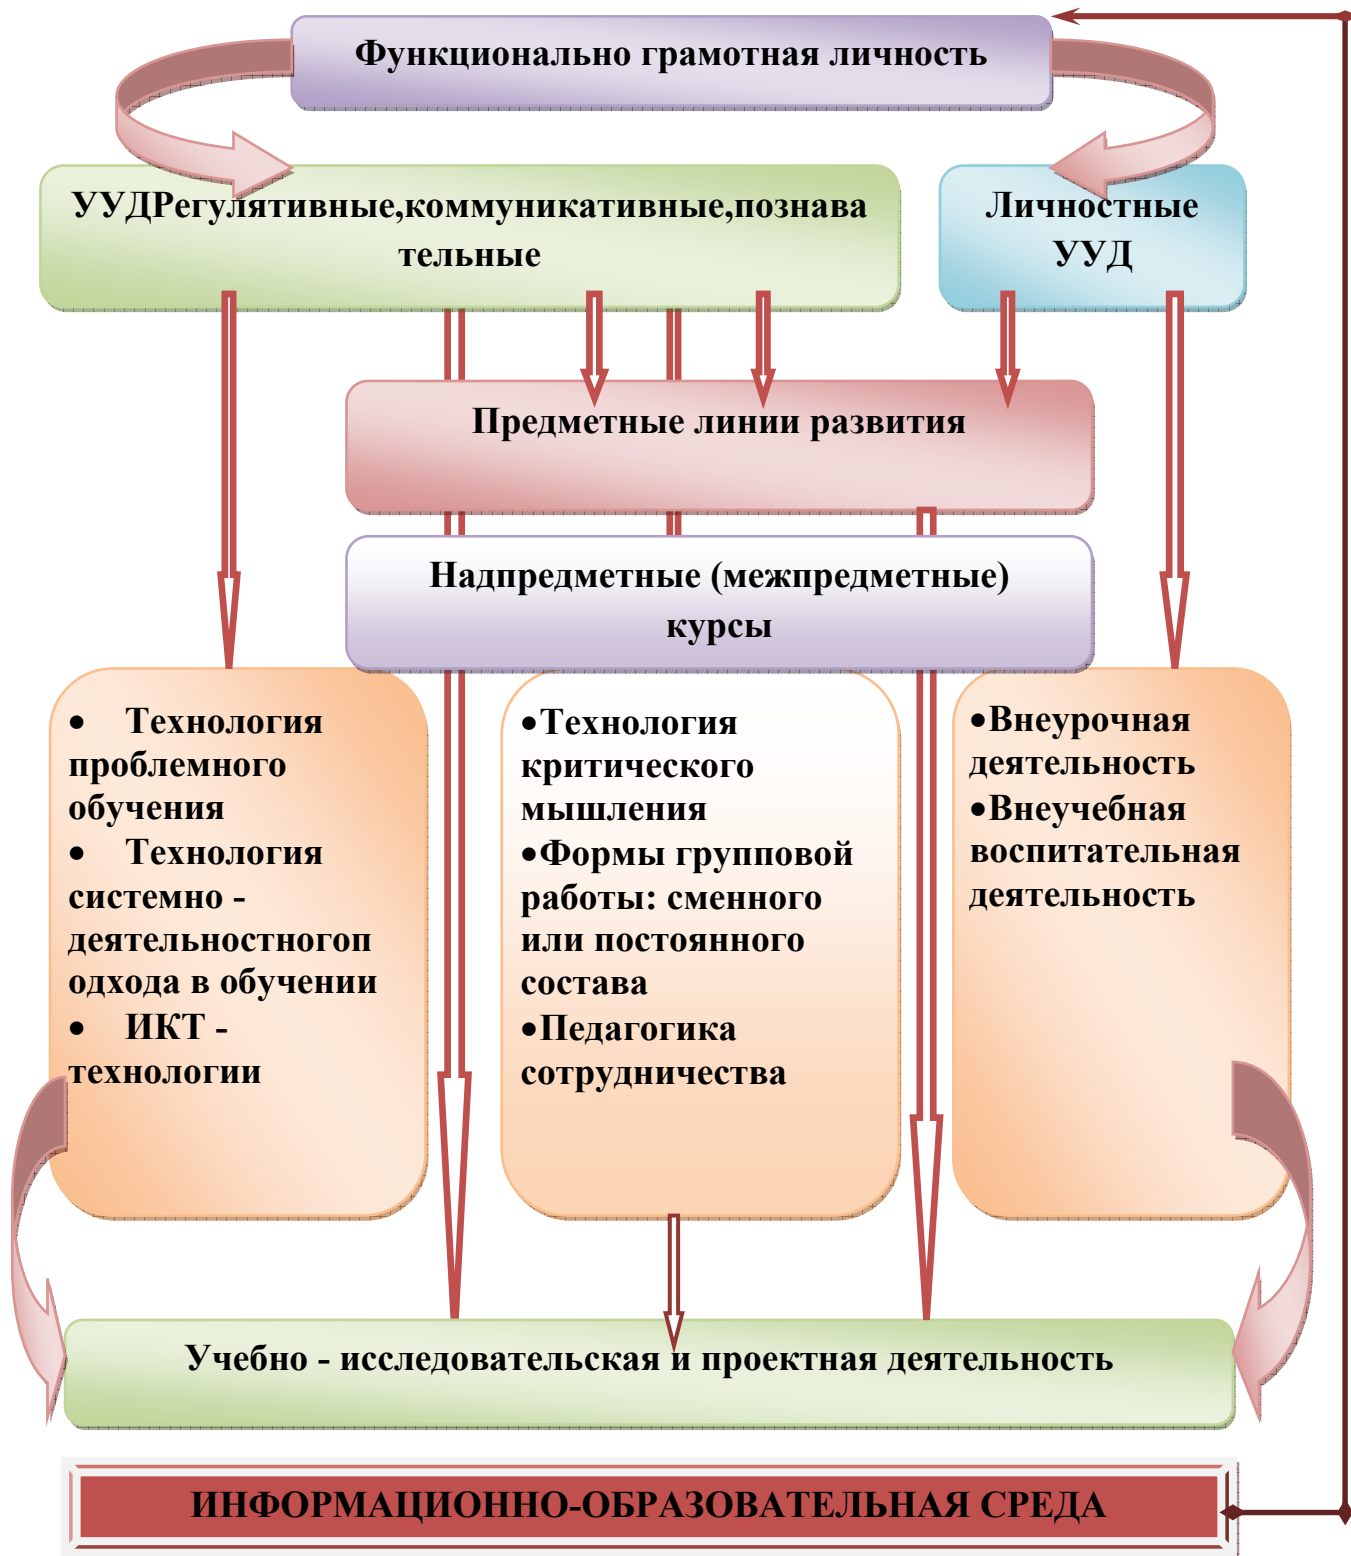 Функционально грамотная личность
УУДРегулятивные,коммуникативные,познава
тельные
Личностные
УУД
Предметные линии развития
Надпредметные (межпредметные)
курсы
• Технология
проблемного
обучения
• Технология
системно -
деятельностногоп
одхода в обучении
• ИКТ -
технологии
•Технология
критического
мышления
•Формы групповой
работы: сменного
или постоянного
состава
•Педагогика
сотрудничества
•Внеурочная
деятельность
•Внеучебная
воспитательная
деятельность
Учебно - исследовательская и проектная деятельность
ИНФОРМАЦИОННО-ОБРАЗОВАТЕЛЬНАЯ СРЕДА